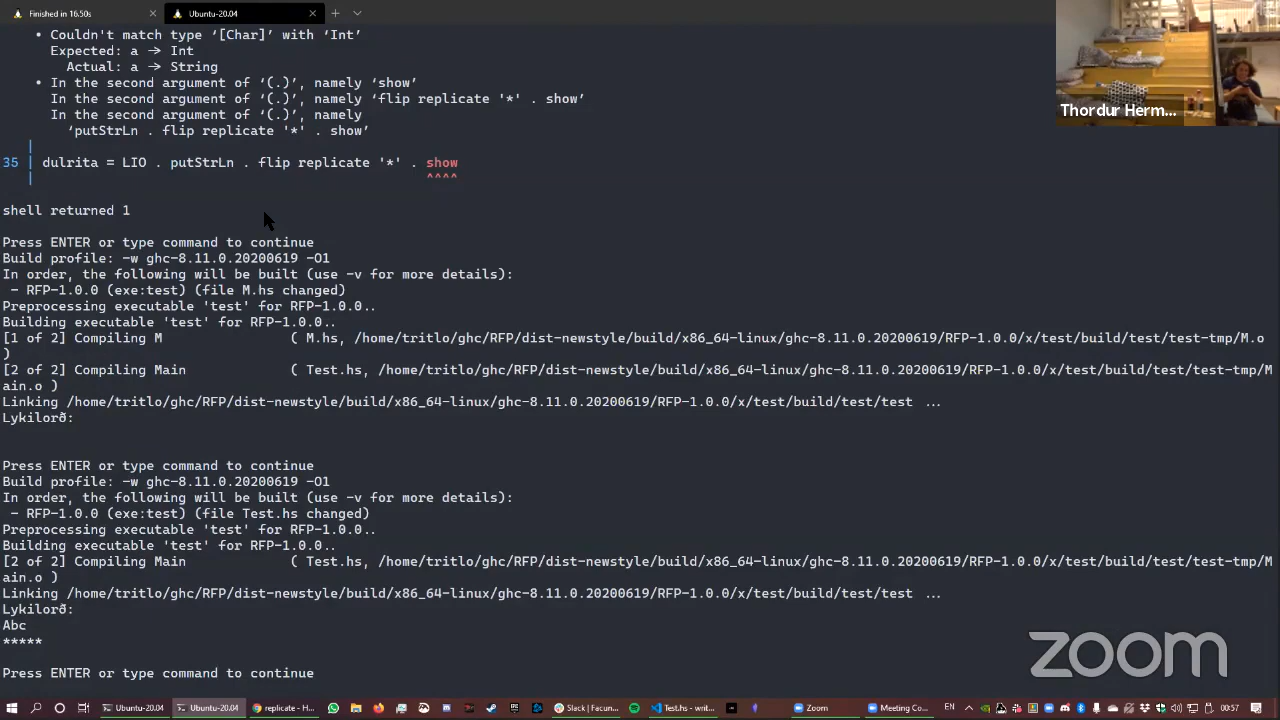 Finished in 16.50s
Ubuntu-20.04
• Couldn't match type ‘[Char]’ with ‘Int’
Expected: a -> Int
Actual: a -> String
• In the second argument of ‘(.)’, namely ‘show’
In the second argument of ‘(.)’, namely ‘flip replicate '*' . show’
In the second argument of ‘(.)’, namely
‘putStrLn . flip replicate '*' . show’
|
35 | dulrita = LIO . putStrLn . flip replicate '*' . show
| ^^^^
shell returned 1
Press ENTER or type command to continue
Build profile: -w ghc-8.11.0.20200619 -O1
In order, the following will be built (use -v for more details):
- RFP-1.0.0 (exe:test) (file M.hs changed)
Preprocessing executable 'test' for RFP-1.0.0..
Building executable 'test' for RFP-1.0.0..
[1 of 2] Compiling M ( M.hs, /home/tritlo/ghc/RFP/dist-newstyle/build/x86_64-linux/ghc-8.11.0.20200619/RFP-1.0.0/x/test/build/test/test-tmp/M.o
)
[2 of 2] Compiling Main ( Test.hs, /home/tritlo/ghc/RFP/dist-newstyle/build/x86_64-linux/ghc-8.11.0.20200619/RFP-1.0.0/x/test/build/test/test-tmp/M
ain.o )
Linking /home/tritlo/ghc/RFP/dist-newstyle/build/x86_64-linux/ghc-8.11.0.20200619/RFP-1.0.0/x/test/build/test/test ...
Lykilorð:
Press ENTER or type command to continue
Build profile: -w ghc-8.11.0.20200619 -O1
In order, the following will be built (use -v for more details):
- RFP-1.0.0 (exe:test) (file Test.hs changed)
Preprocessing executable 'test' for RFP-1.0.0..
Building executable 'test' for RFP-1.0.0..
[2 of 2] Compiling Main ( Test.hs, /home/tritlo/ghc/RFP/dist-newstyle/build/x86_64-linux/ghc-8.11.0.20200619/RFP-1.0.0/x/test/build/test/test-tmp/M
ain.o )
Linking /home/tritlo/ghc/RFP/dist-newstyle/build/x86_64-linux/ghc-8.11.0.20200619/RFP-1.0.0/x/test/build/test/test ...
Lykilorð:
Abc
*****
Press ENTER or type command to continue
Thordur Herm...
zoom
Ubuntu-20.04
Ubuntu-20.04
replicate - H...
Slack | Facun...
Test.hs - writ...
Zoom
Meeting Co...
EN
00:57